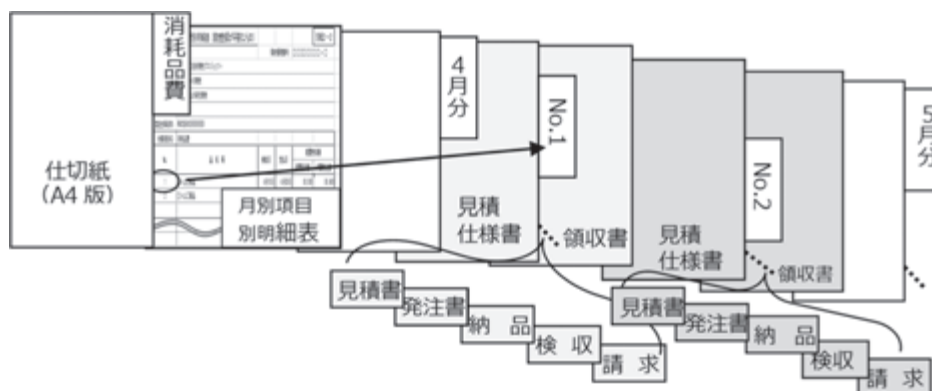 仕切紙
（A4 版）
消耗品費
月別項目
別明細表
4月分
見積
仕様書
No.1
領収書
見積
仕様書
No.2
領収書
5月分
見積書
発注書
納 品
検 収
請 求
見積書
発注書
納 品
検収
請 求